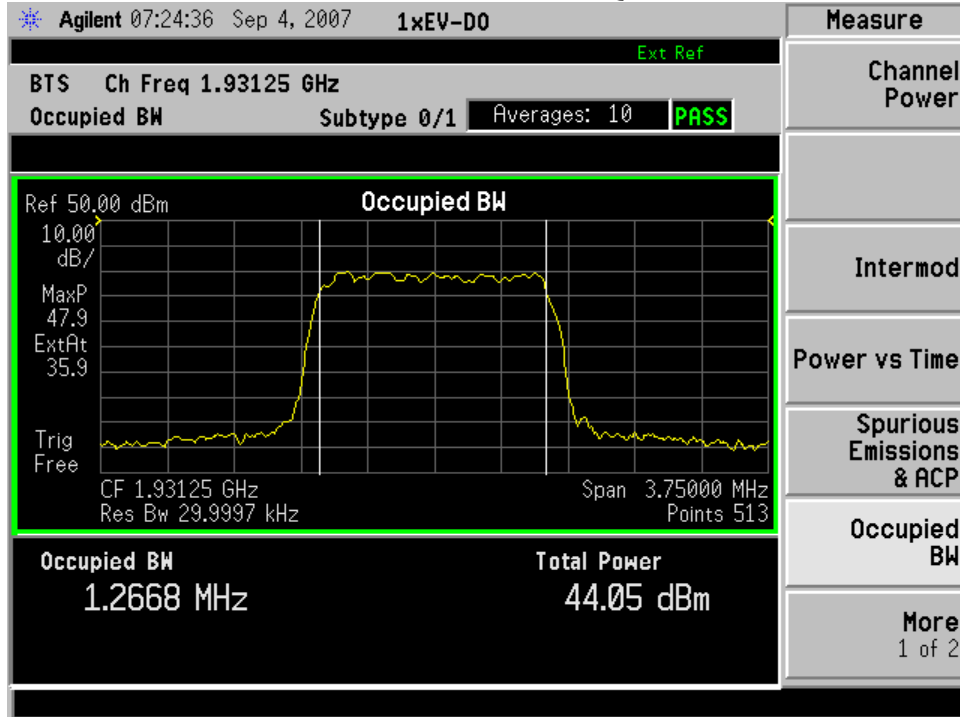 Agilent 07:24:36 Sep 4, 2007 1xEV-DO
Measure
Ext Ref
BTS Ch Freq 1.93125 GHz
Occupied BW Subtype 0/1 Averages: 10 PASS
Channel
Power
Ref 50.00 dBm Occupied BW
10.00
dB/
MaxP
47.9
ExtAt
35.9
Trig
Free
CF 1.93125 GHz Span 3.75000 MHz
Res Bw 29.9997 kHz Points 513
Occupied BW Total Power
1.2668 MHz 44.05 dBm
Intermod
Power vs Time
Spurious
Emissions
& ACP
Occupied
BW
More
1 of 2